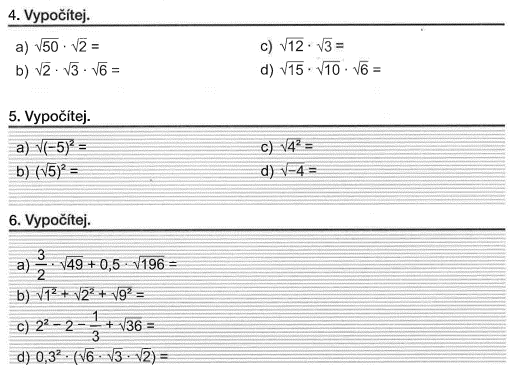 4. Vypočítej.
a) √50 · √2 =
c) √12 · √3 =
b) √2 · √3 · √6 =
d) √15 · √10 · √6 =
5. Vypočítej.
a) √(−5)² =
c) √4² =
b) (√5)² =
d) √−4 =
6. Vypočítej.
a) 3/2 · √49 + 0,5 · √196 =
b) √1² + √2² + √9² =
c) 2² − 2 − 1/3 + √36 =
d) 0,3² · (√6 · √3 · √2) =